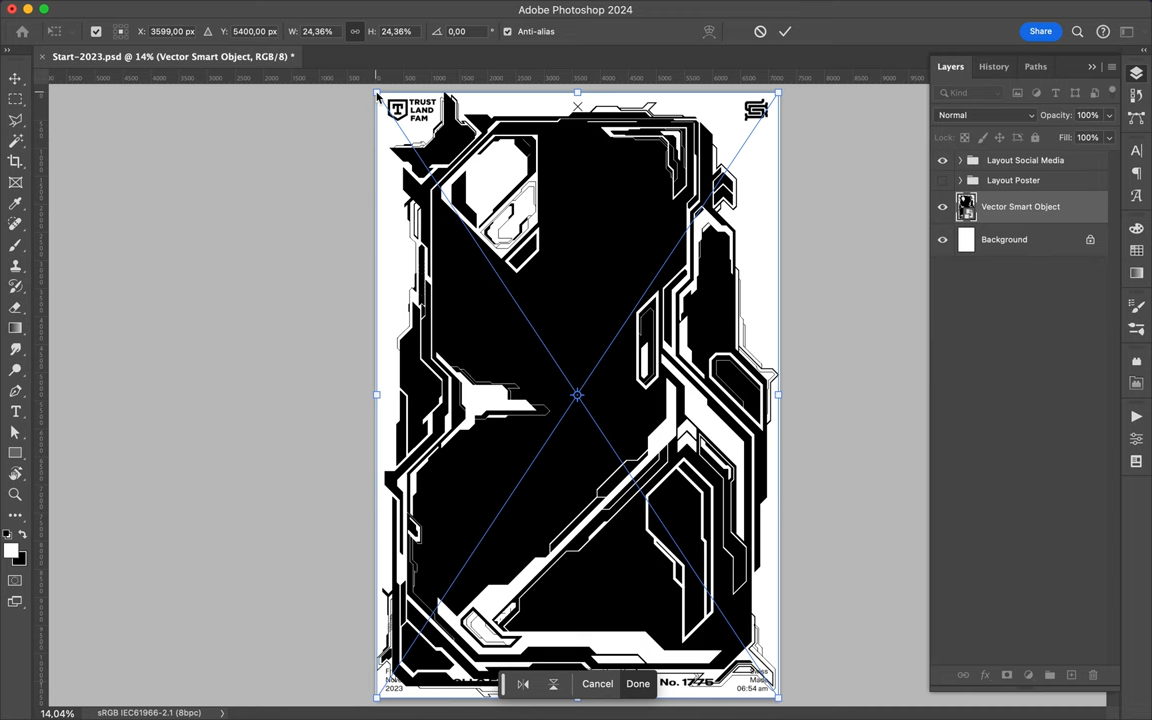 Adobe Photoshop 2024
X: 3599,00 px
Y: 5400,00 px
W: 24,36%
H: 24,36%
0,00
°
Anti-alias
Share
× Start-2023.psd @ 14% (Vector Smart Object, RGB/8) *
Layers
History
Paths
Kind
Normal
Opacity: 100%
Lock:
Fill: 100%
Layout Social Media
Layout Poster
Vector Smart Object
Background
TRUST
LAND
FAM
No. 1775
2023
06:54 am
Cancel
Done
14,04%
sRGB IEC61966-2.1 (8bpc)